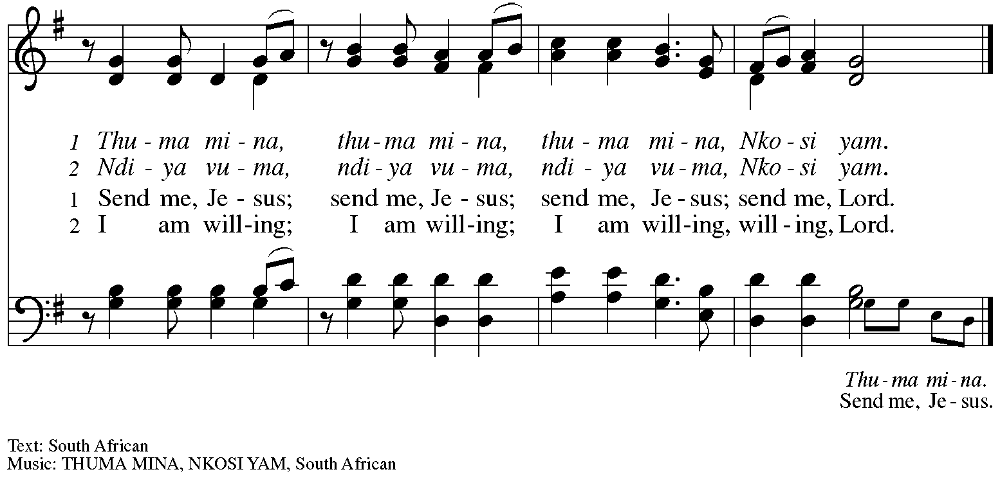 1 Thu - ma mi - na, thu - ma mi - na, thu - ma mi - na, Nko - si yam.
2 Ndi - ya vu - ma, ndi - ya vu - ma, ndi - ya vu - ma, Nko - si yam.
1 Send me, Je - sus; send me, Je - sus; send me, Je - sus; send me, Lord.
2 I am will - ing; I am will - ing; I am will - ing, will - ing, Lord.
Thu - ma mi - na.
Send me, Je - sus.
Text: South African
Music: THUMA MINA, NKOSI YAM, South African